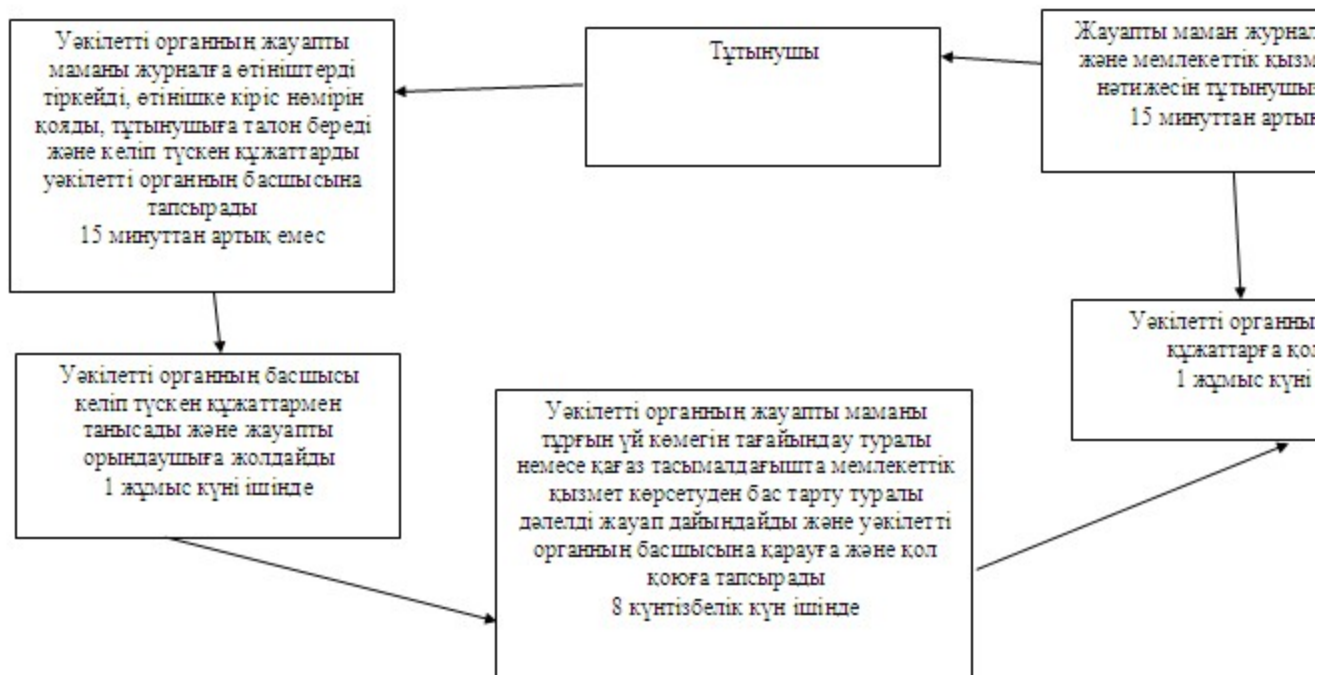 Уәкілетті органның жауапты
маманы журналға өтініштерді
тіркейді, өтінішке кіріс нөмірін
қояды, тұтынушыға талон береді
және келіп түскен құжаттарды
уәкілетті органның басшысына
тапсырады
15 минуттан артық емес
Тұтынушы
Жауапты маман журнал
және мемлекеттік қызм
нәтижесін тұтынушы
15 минуттан артық
Уәкілетті органның басшысы
келіп түскен құжаттармен
танысады және жауапты
орындаушыға жолдайды
1 жұмыс күні ішінде
Уәкілетті органның жауапты маманы
тұрғын үй көмегін тағайындау туралы
немесе қағаз тасымалдағышта мемлекеттік
қызмет көрсетуден бас тарту туралы
дәлелді жауап дайындайды және уәкілетті
органның басшысына қарауға және қол
қоюға тапсырады
8 күнтізбелік күн ішінде
Уәкілетті органны
құжаттарға қо
1 жұмыс күні